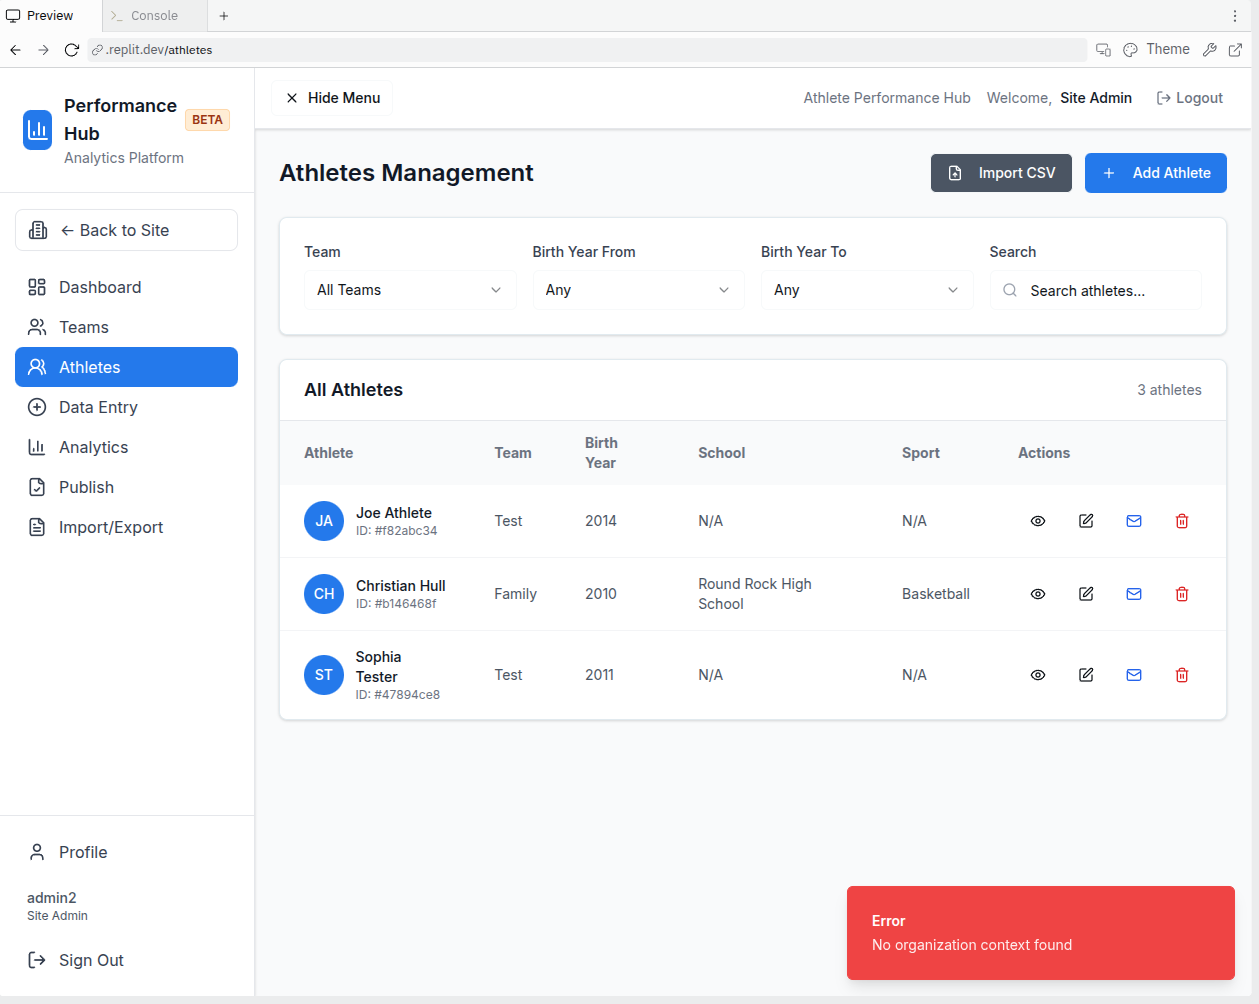 Preview
Console
.replit.dev/athletes
Theme
Performance
Hub
BETA
Analytics Platform
Hide Menu
Athlete Performance Hub
Welcome, Site Admin
Logout
← Back to Site
Dashboard
Teams
Athletes
Data Entry
Analytics
Publish
Import/Export
Profile
admin2
Site Admin
Sign Out
Athletes Management
Import CSV
Add Athlete
Team
Birth Year From
Birth Year To
Search
All Teams
Any
Any
Search athletes...
All Athletes
3 athletes
Athlete
Team
Birth
Year
School
Sport
Actions
JA
Joe Athlete
ID: #f82abc34
Test
2014
N/A
N/A
CH
Christian Hull
ID: #b146468f
Family
2010
Round Rock High
School
Basketball
ST
Sophia
Tester
ID: #47894ce8
Test
2011
N/A
N/A
Error
No organization context found